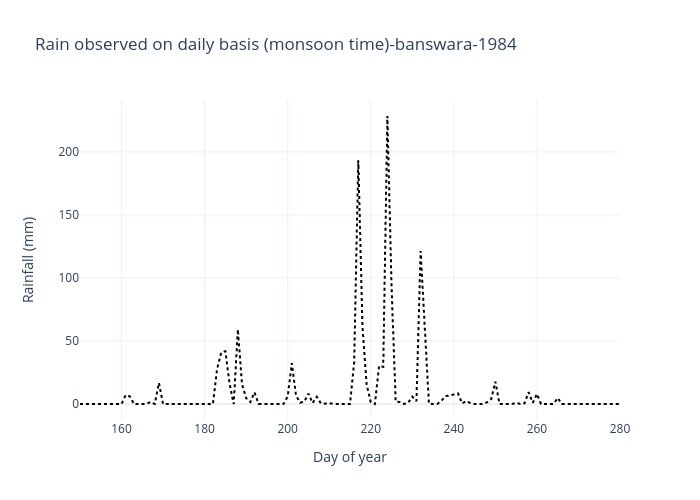 Rain observed on daily basis (monsoon time)-banswara-1984
Rainfall (mm)
200
150
100
50
0
160 180 200 220 240 260 280
Day of year